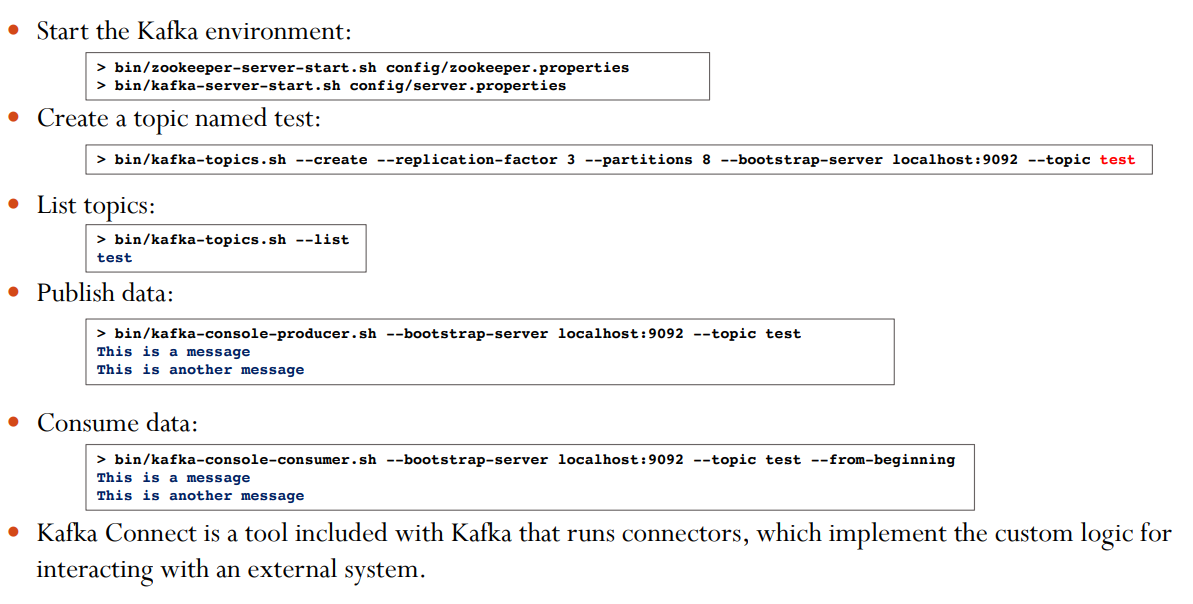 • Start the Kafka environment:
> bin/zookeeper-server-start.sh config/zookeeper.properties
> bin/kafka-server-start.sh config/server.properties
• Create a topic named test:
> bin/kafka-topics.sh --create --replication-factor 3 --partitions 8 --bootstrap-server localhost:9092 --topic test
• List topics:
> bin/kafka-topics.sh --list
test
• Publish data:
> bin/kafka-console-producer.sh --bootstrap-server localhost:9092 --topic test
This is a message
This is another message
• Consume data:
> bin/kafka-console-consumer.sh --bootstrap-server localhost:9092 --topic test --from-beginning
This is a message
This is another message
• Kafka Connect is a tool included with Kafka that runs connectors, which implement the custom logic for
interacting with an external system.